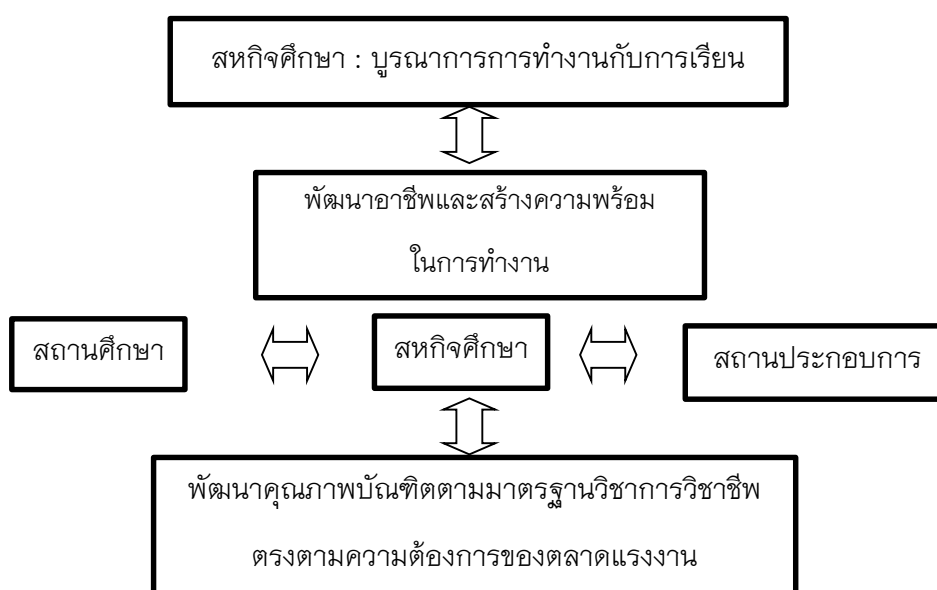 สหกิจศึกษา : บูรณาการการทำงานกับการเรียน
พัฒนาอาชีพและสร้างความพร้อม
ในการทำงาน
สถานศึกษา
สหกิจศึกษา
สถานประกอบการ
พัฒนาคุณภาพบัณฑิตตามมาตรฐานวิชาการวิชาชีพ
ตรงตามความต้องการของตลาดแรงงาน